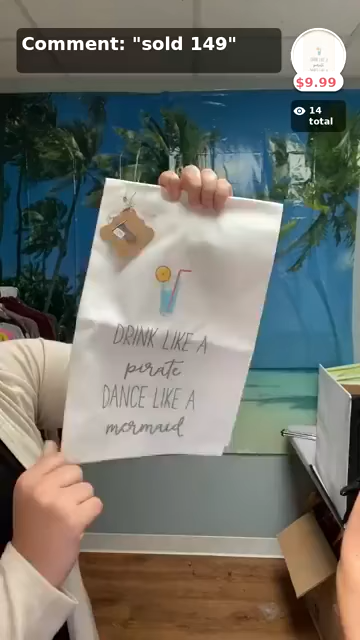 Comment: "sold 149"
$9.99
14
total
DRINK LIKE A
pirate
DANCE LIKE A
mermaid